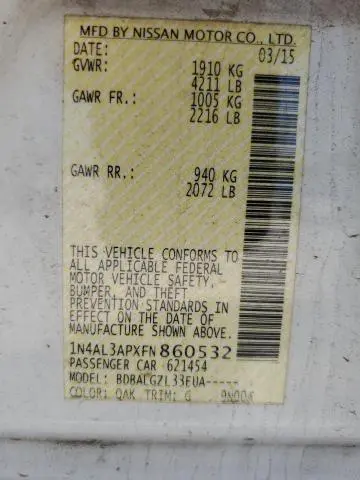 MFD BY NISSAN MOTOR CO., LTD.
DATE: 03/15
GVWR: 1910 KG
4211 LB
GAWR FR.: 1005 KG
2216 LB
GAWR RR.: 940 KG
2072 LB
THIS VEHICLE CONFORMS TO
ALL APPLICABLE FEDERAL
MOTOR VEHICLE SAFETY,
BUMPER, AND THEFT
PREVENTION STANDARDS IN
EFFECT ON THE DATE OF
MANUFACTURE SHOWN ABOVE.
1N4AL3APXFN860532
PASSENGER CAR 621454
MODEL: BDBALGZL33EUA-----
COLOR: QAK TRIM: G